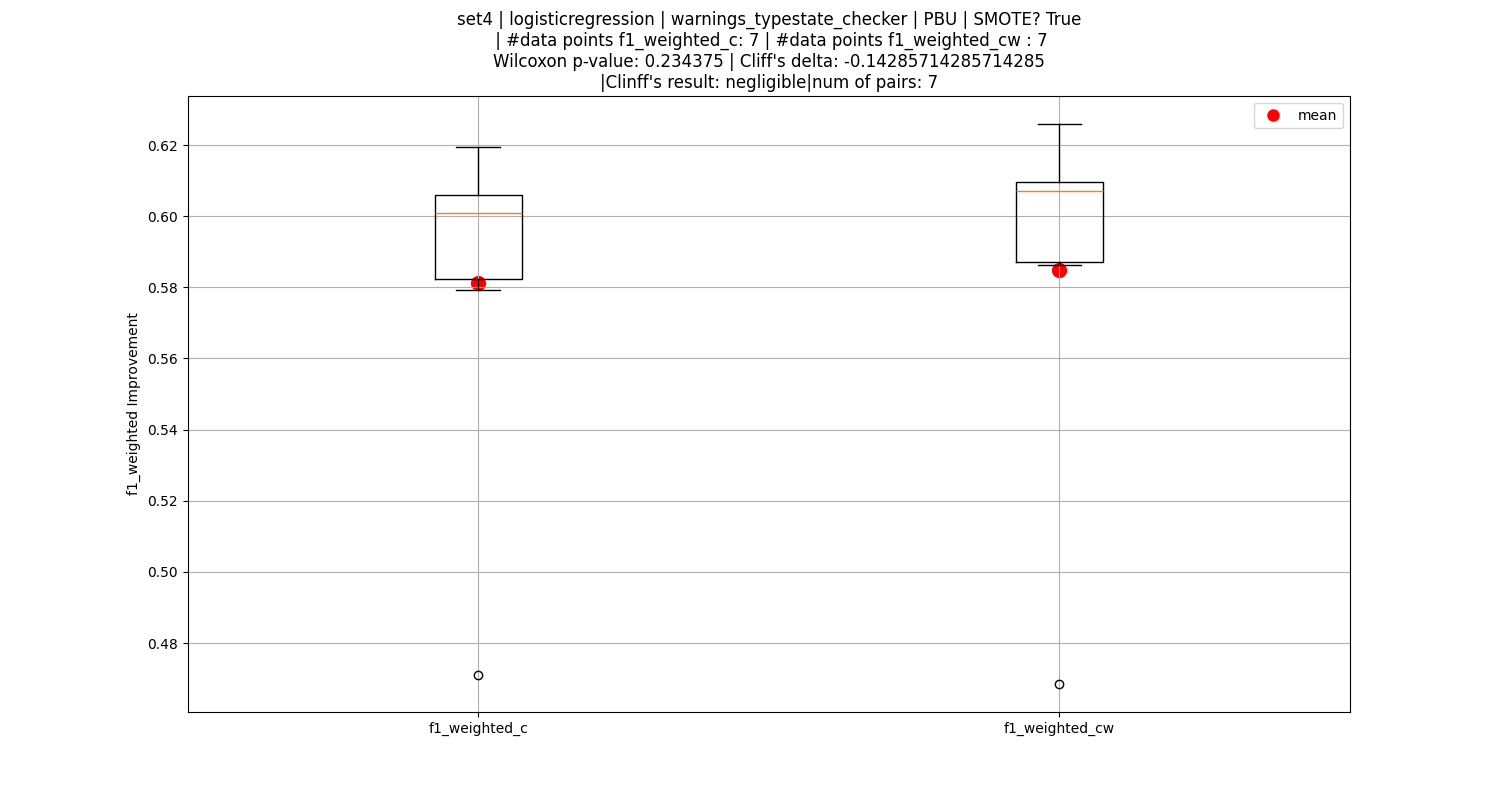 set4 | logisticregression | warnings_typestate_checker | PBU | SMOTE? True
| #data points f1_weighted_c: 7 | #data points f1_weighted_cw : 7
Wilcoxon p-value: 0.234375 | Cliff's delta: -0.14285714285714285
|Clinff's result: negligible|num of pairs: 7
mean
0.62
0.60
0.58
0.56
0.54
0.52
0.50
0.48
f1_weighted Improvement
f1_weighted_c
f1_weighted_cw